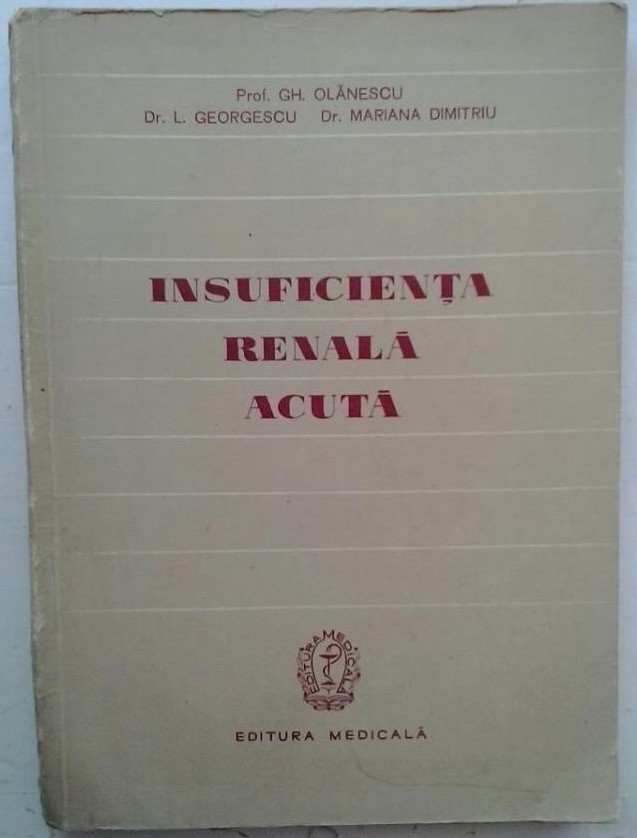 Prof. GH. OLĂNESCU
Dr. L. GEORGESCU Dr. MARIANA DIMITRIU
INSUFICIENȚA
RENALĂ
ACUTĂ
EDITURA MEDICALĂ
EDITURA MEDICALĂ